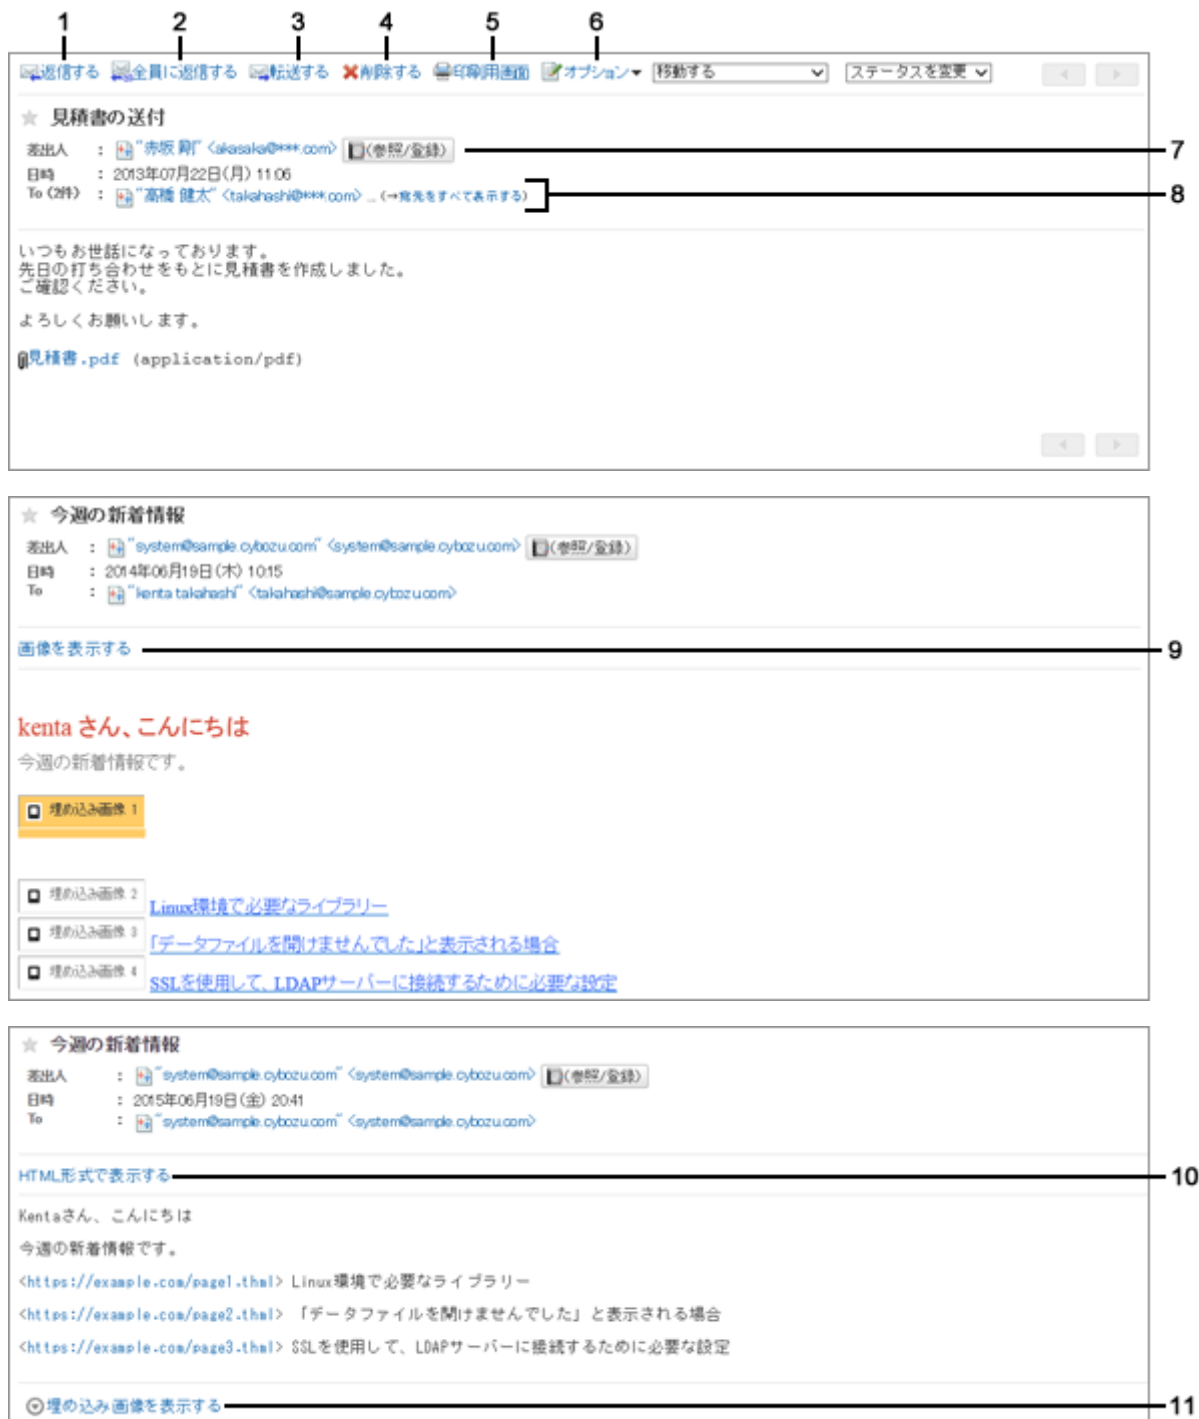 1 2 3 4 5 6
返信する 全員に返信する 転送する 削除する 印刷用画面 オプション 移動する ステータスを変更
見積書の送付
差出人 : "赤坂 剛" <akasaka@***.com> (参照/登録) 7
日時 : 2013年07月22日(月) 11:06
To (2件) : "高橋 健太" <takahashi@***.com> ... (→宛先をすべて表示する) 8
いつもお世話になっております。
先日の打ち合わせをもとに見積書を作成しました。
ご確認ください。
よろしくお願いします。
見積書.pdf (application/pdf)
今週の新着情報
差出人 : "system@sample.cybozu.com" <system@sample.cybozu.com> (参照/登録)
日時 : 2014年06月19日(木) 10:15
To : "kenta takahashi" <takahashi@sample.cybozu.com>
画像を表示する 9
kenta さん、こんにちは
今週の新着情報です。
埋め込み画像 1
埋め込み画像 2 Linux環境で必要なライブラリー
埋め込み画像 3 「データファイルを開けませんでした」と表示される場合
埋め込み画像 4 SSLを使用して、LDAPサーバーに接続するために必要な設定
今週の新着情報
差出人 : "system@sample.cybozu.com" <system@sample.cybozu.com> (参照/登録)
日時 : 2015年06月19日(金) 20:41
To : "system@sample.cybozu.com" <system@sample.cybozu.com>
HTML形式で表示する 10
Kentaさん、こんにちは
今週の新着情報です。
<https://example.com/page1.thml> Linux環境で必要なライブラリー
<https://example.com/page2.thml> 「データファイルを開けませんでした」と表示される場合
<https://example.com/page3.thml> SSLを使用して、LDAPサーバーに接続するために必要な設定
埋め込み画像を表示する 11